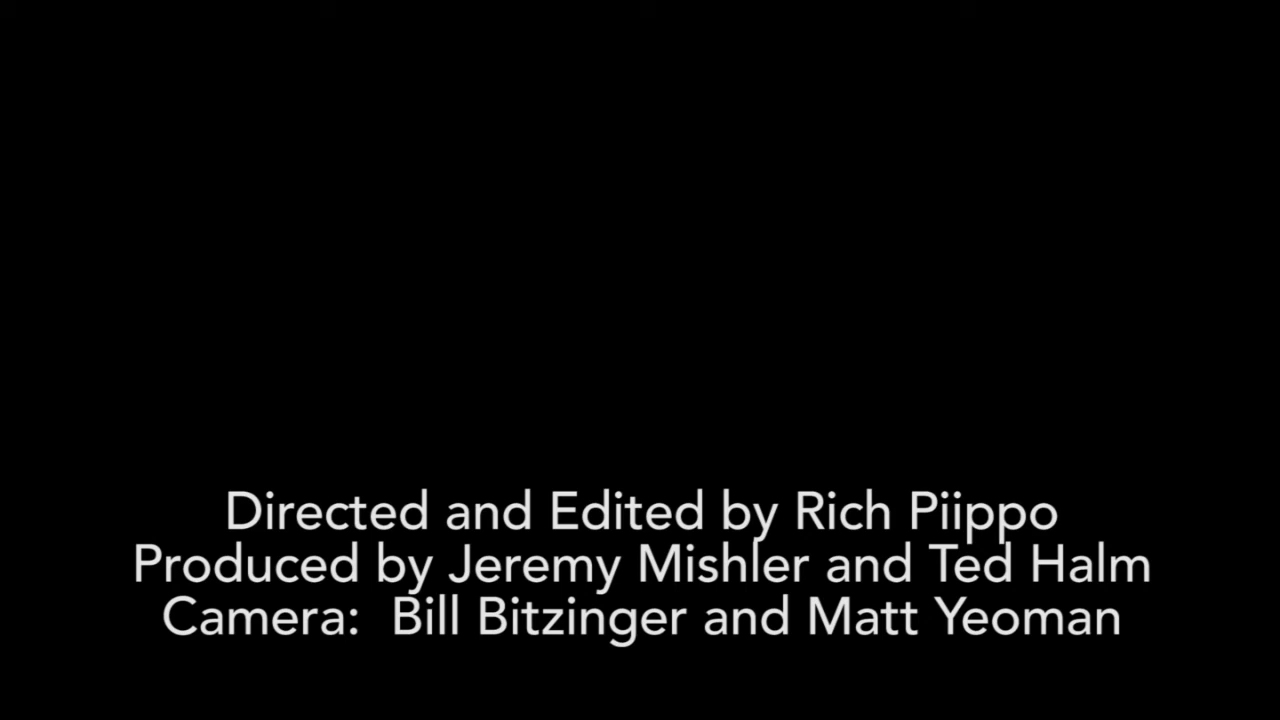 Directed and Edited by Rich Piippo
Produced by Jeremy Mishler and Ted Halm
Camera:  Bill Bitzinger and Matt Yeoman